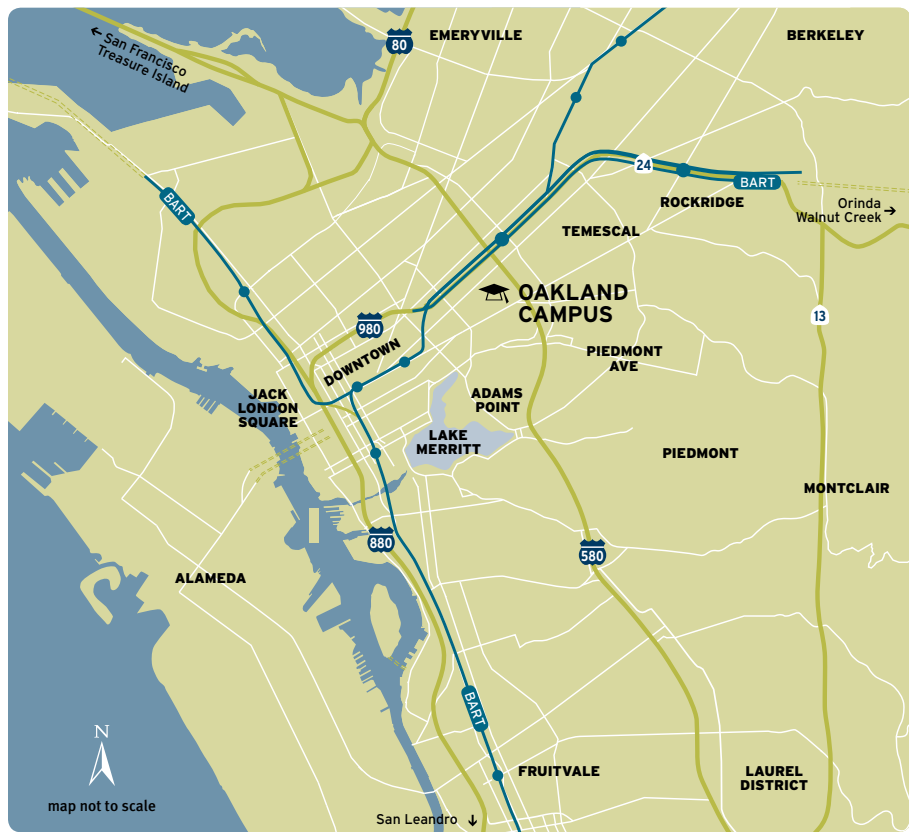 EMERYVILLE
BERKELEY
80
← San Francisco
Treasure Island
24
BART
BART
ROCKRIDGE
Orinda
Walnut Creek →
TEMESCAL
OAKLAND
CAMPUS
13
980
DOWNTOWN
PIEDMONT
AVE
JACK
LONDON
SQUARE
ADAMS
POINT
LAKE
MERRITT
PIEDMONT
MONTCLAIR
880
580
ALAMEDA
BART
N
map not to scale
FRUITVALE
LAUREL
DISTRICT
San Leandro ↓